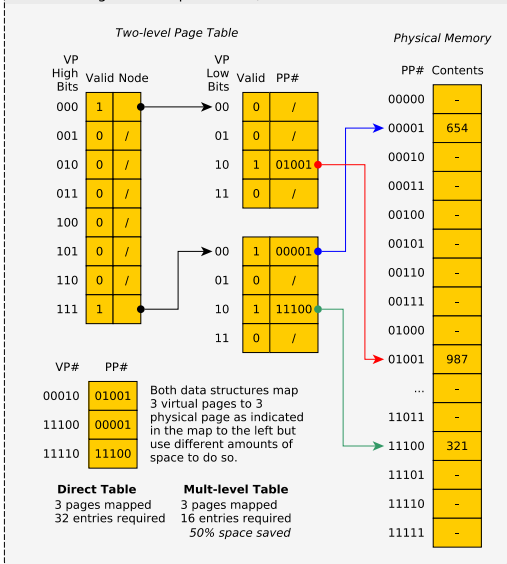 Two-level Page Table
Physical Memory
VP High Bits Valid Node
VP Low Bits Valid PP#
PP# Contents
000 1
001 0 /
010 0 /
011 0 /
100 0 /
101 0 /
110 0 /
111 1
00 0 /
01 0 /
10 1 01001
11 0 /
00 1 00001
01 0 /
10 1 11100
11 0 /
00000 -
00001 654
00010 -
00011 -
00100 -
00101 -
00110 -
00111 -
01000 -
01001 987
... -
11011 -
11100 321
11101 -
11110 -
11111 -
VP# PP#
00010 01001
11100 00001
11110 11100
Both data structures map
3 virtual pages to 3
physical page as indicated
in the map to the left but
use different amounts of
space to do so.
Direct Table
3 pages mapped
32 entries required
Mult-level Table
3 pages mapped
16 entries required
50% space saved